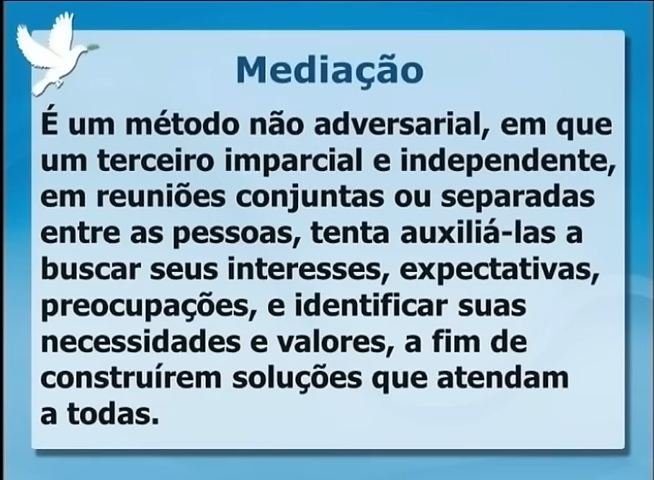 Mediação
É um método não adversarial, em que
um terceiro imparcial e independente,
em reuniões conjuntas ou separadas
entre as pessoas, tenta auxiliá-las a
buscar seus interesses, expectativas,
preocupações, e identificar suas
necessidades e valores, a fim de
construírem soluções que atendam
a todas.